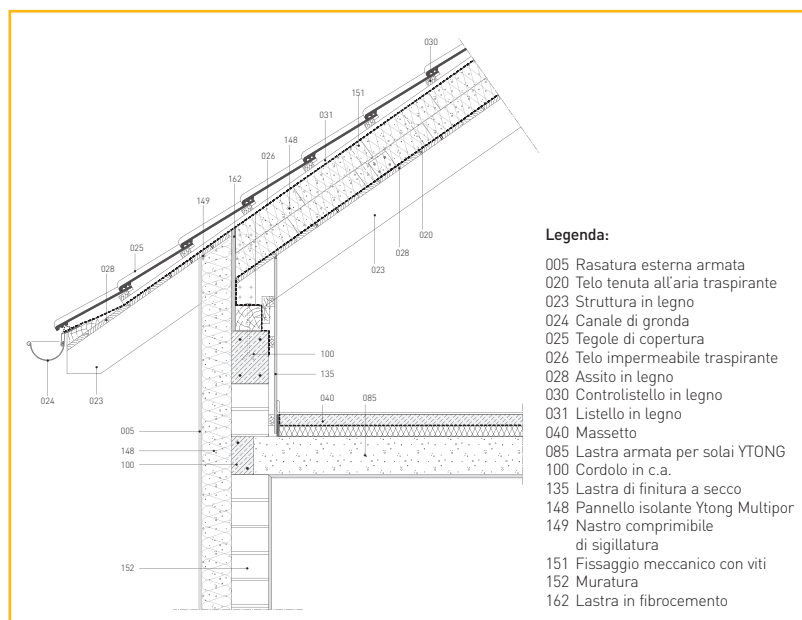 030
151
031
148
026
162
149
025
028
020
028
023
100
135
024
023
040
085
005
148
100
152
Legenda:
005 Rasatura esterna armata
020 Telo tenuta all'aria traspirante
023 Struttura in legno
024 Canale di gronda
025 Tegole di copertura
026 Telo impermeabile traspirante
028 Assito in legno
030 Controlistello in legno
031 Listello in legno
040 Massetto
085 Lastra armata per solai YTONG
100 Cordolo in c.a.
135 Lastra di finitura a secco
148 Pannello isolante Ytong Multipor
149 Nastro comprimibile
di sigillatura
151 Fissaggio meccanico con viti
152 Muratura
162 Lastra in fibrocemento